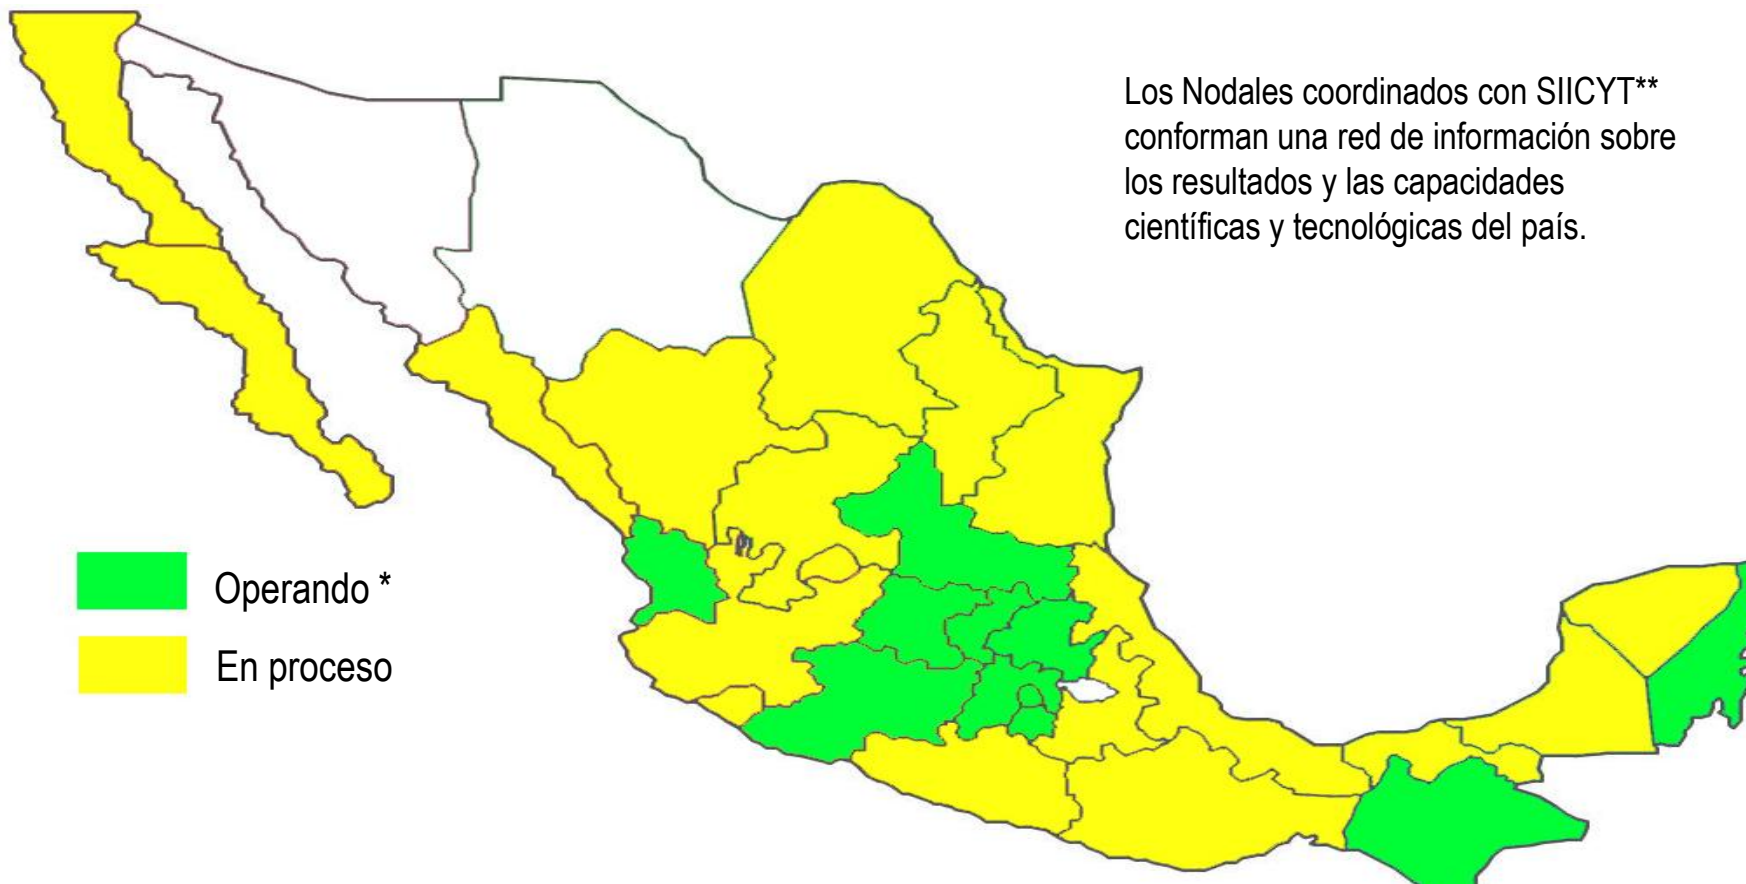 Los Nodales coordinados con SIICYT**
conforman una red de información sobre
los resultados y las capacidades
científicas y tecnológicas del país.
Operando *
En proceso